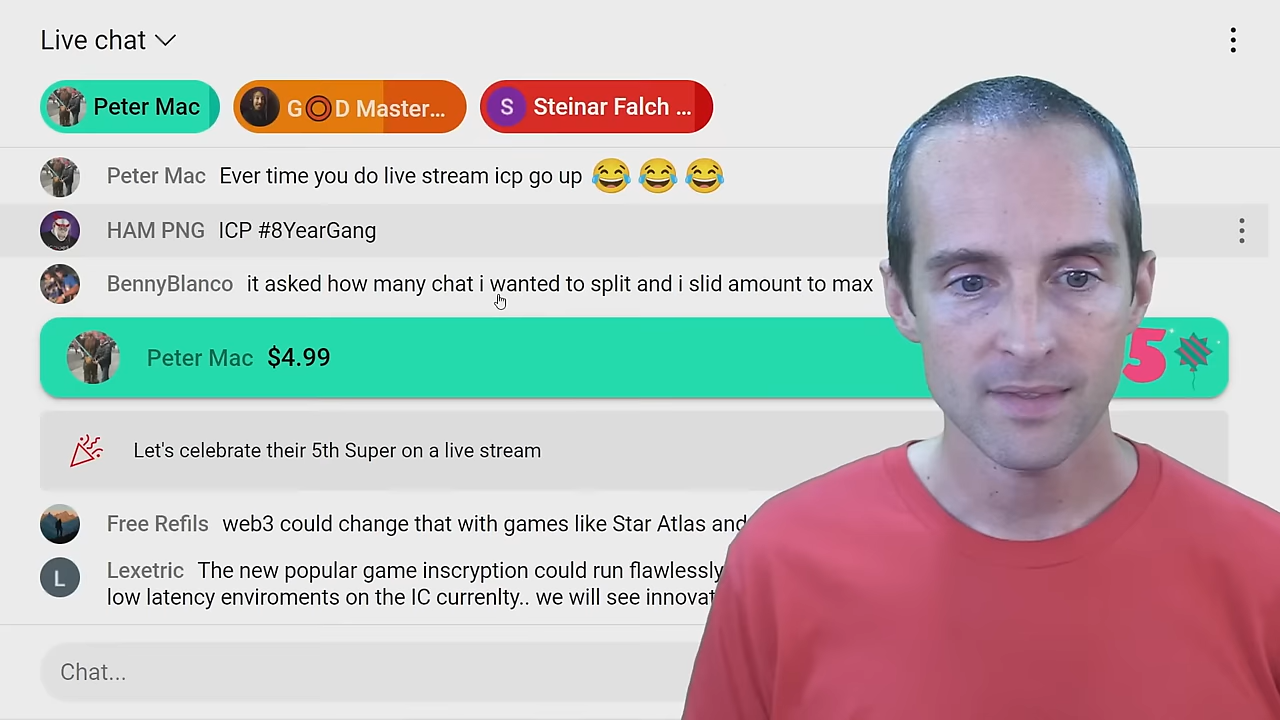 Live chat
Peter Mac
G D Master...
S
Steinar Falch ...
Peter Mac Ever time you do live stream icp go up 😂 😂 😂
HAM PNG ICP #8YearGang
BennyBlanco it asked how many chat i wanted to split and i slid amount to max
Peter Mac $4.99
5
Let's celebrate their 5th Super on a live stream
Free Refils web3 could change that with games like Star Atlas and
L
Lexetric The new popular game inscryption could run flawlessly
low latency enviroments on the IC currenlty.. we will see
Chat...